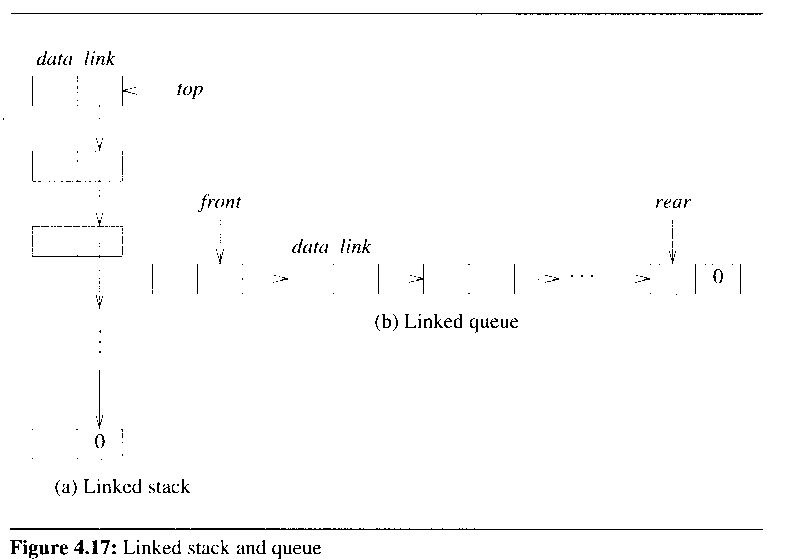 data link
top
front
rear
data link
...
0
(b) Linked queue
0
(a) Linked stack
Figure 4.17: Linked stack and queue